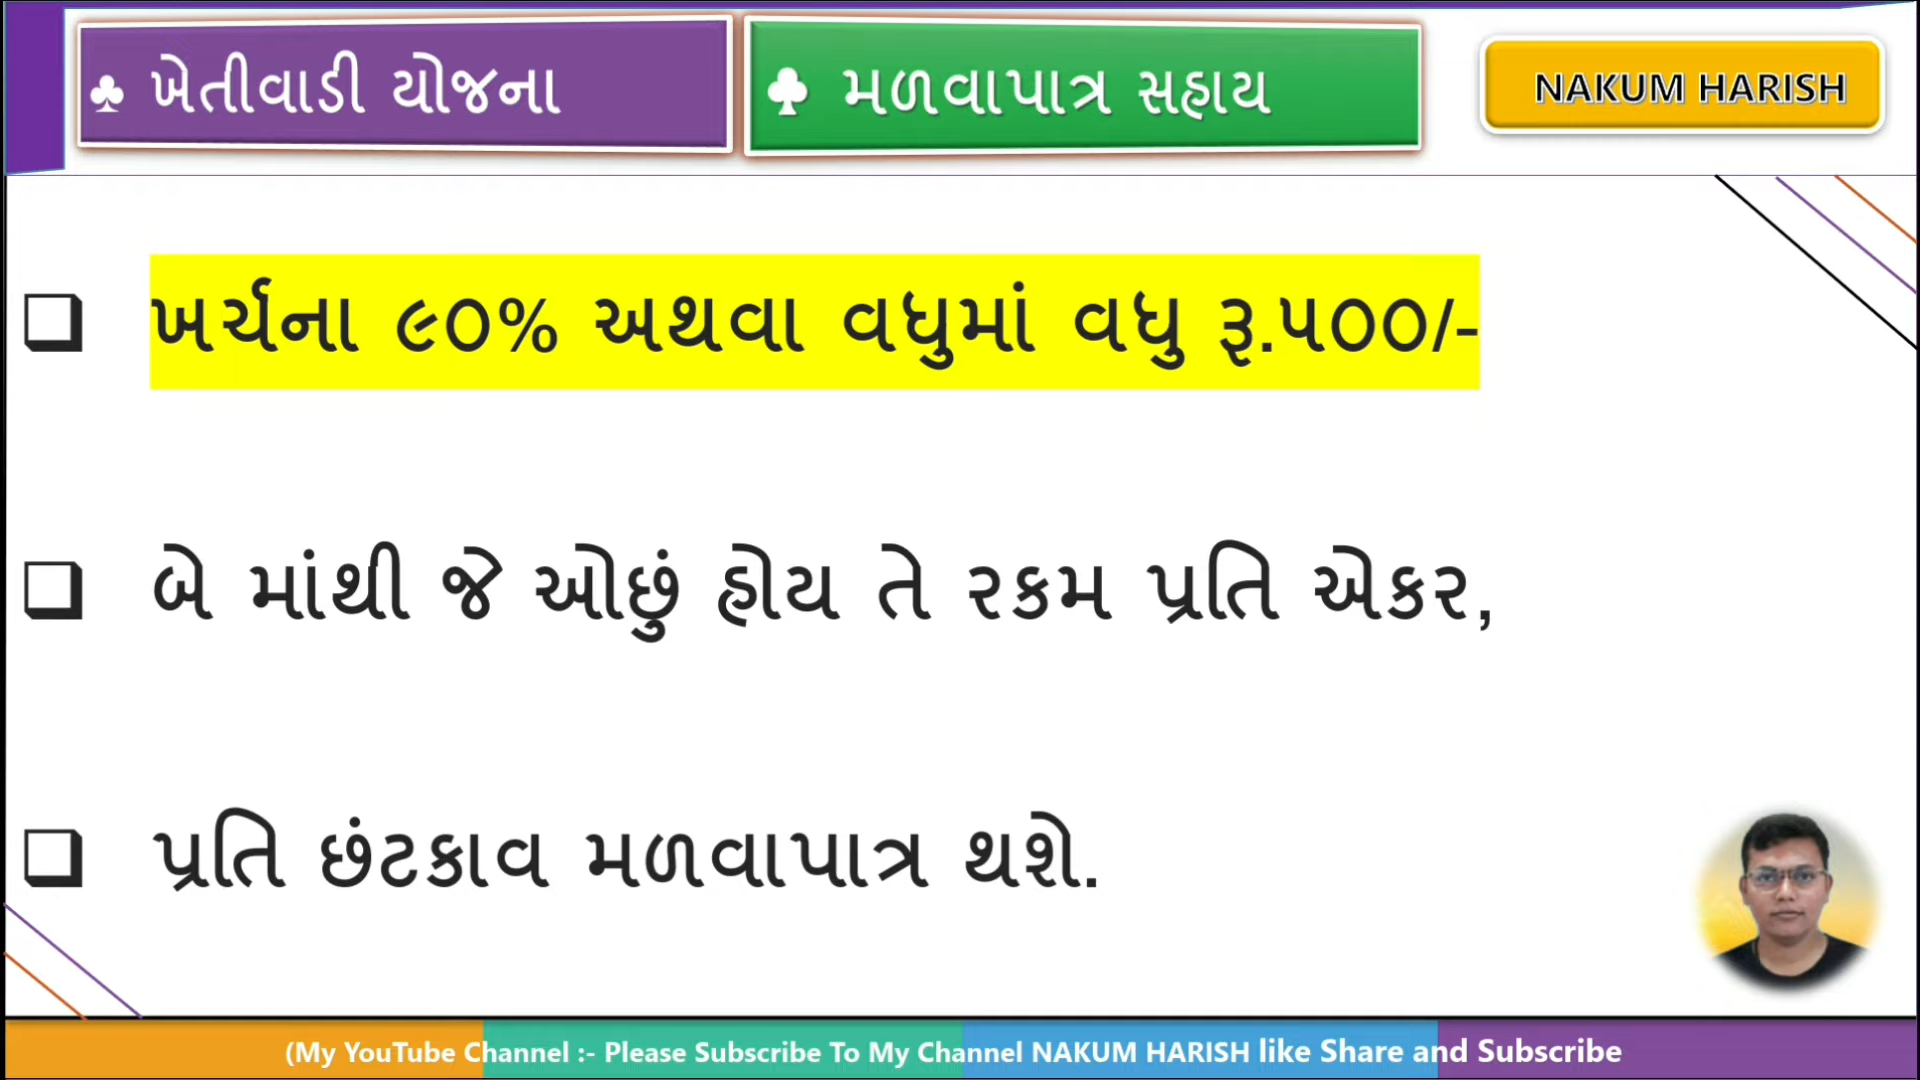 ♣ ખેતીવાડી યોજના
♣ મળવાપાત્ર સહાય
NAKUM HARISH
❑ ખર્ચના ૯૦% અથવા વધુમાં વધુ રૂ.૫૦૦/-
❑ બે માંથી જે ઓછું હોય તે રકમ પ્રતિ એકર,
❑ પ્રતિ છંટકાવ મળવાપાત્ર થશે.
(My YouTube Channel :- Please Subscribe To My Channel NAKUM HARISH like Share and Subscribe